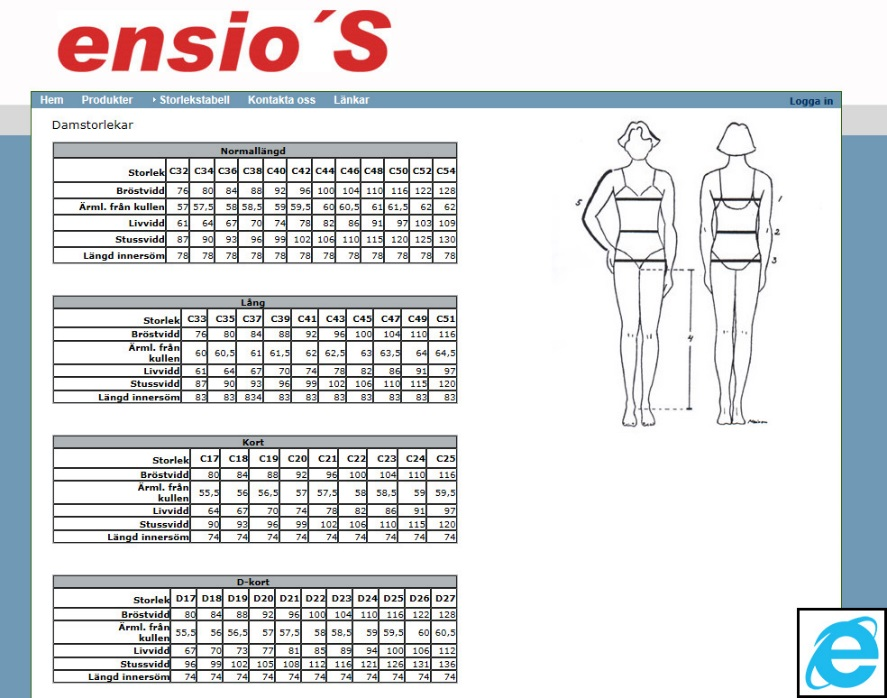 ensio´S
Hem Produkter Storlekstabell Kontakta oss Länkar Logga in
Damstorlekar
Normallängd
Storlek C32 C34 C36 C38 C40 C42 C44 C46 C48 C50 C52 C54
Bröstvidd 76 80 84 88 92 96 100 104 110 116 122 128
Ärml. från kullen 57 57,5 58 58,5 59 59,5 60 60,5 61 61,5 62 62
Livvidd 61 64 67 70 74 78 82 86 91 97 103 109
Stussvidd 87 90 93 96 99 102 106 110 115 120 125 130
Längd innersöm 78 78 78 78 78 78 78 78 78 78 78 78
Lång
Storlek C33 C35 C37 C39 C41 C43 C45 C47 C49 C51
Bröstvidd 76 80 84 88 92 96 100 104 110 116
Ärml. från
kullen 60 60,5 61 61,5 62 62,5 63 63,5 64 64,5
Livvidd 61 64 67 70 74 78 82 86 91 97
Stussvidd 87 90 93 96 99 102 106 110 115 120
Längd innersöm 83 83 834 83 83 83 83 83 83 83
Kort
Storlek C17 C18 C19 C20 C21 C22 C23 C24 C25
Bröstvidd 80 84 88 92 96 100 104 110 116
Ärml. från
kullen 55,5 56 56,5 57 57,5 58 58,5 59 59,5
Livvidd 64 67 70 74 78 82 86 91 97
Stussvidd 90 93 96 99 102 106 110 115 120
Längd innersöm 74 74 74 74 74 74 74 74 74
D-kort
Storlek D17 D18 D19 D20 D21 D22 D23 D24 D25 D26 D27
Bröstvidd 80 84 88 92 96 100 104 110 116 122 128
Ärml. från
kullen 55,5 56 56,5 57 57,5 58 58,5 59 59,5 60 60,5
Livvidd 67 70 73 77 81 85 89 94 100 106 112
Stussvidd 96 99 102 105 108 112 116 121 126 131 136
Längd innersöm 74 74 74 74 74 74 74 74 74 74 74
1
5
2
3
4